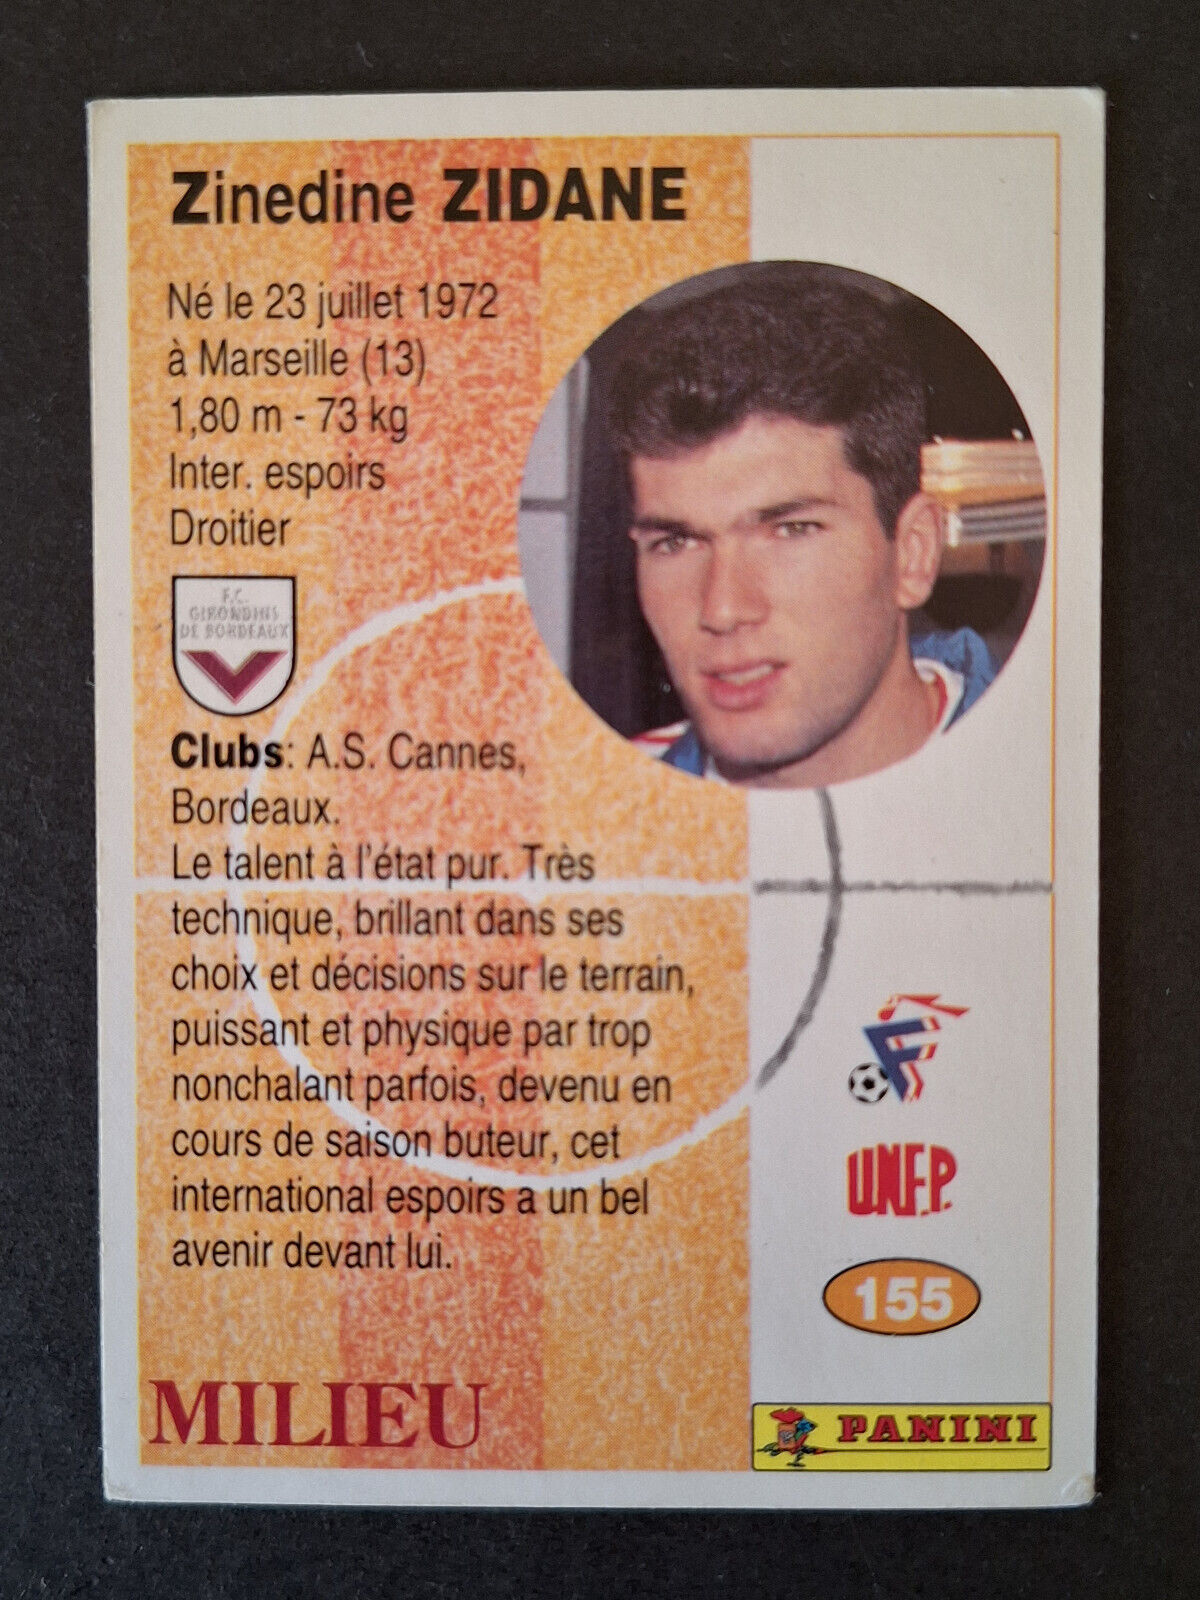 Zinedine ZIDANE
Né le 23 juillet 1972
à Marseille (13)
1,80 m - 73 kg
Inter. espoirs
Droitier
F.C.
GIRONDINS
DE BORDEAUX
Clubs: A.S. Cannes,
Bordeaux.
Le talent à l'état pur. Très
technique, brillant dans ses
choix et décisions sur le terrain,
puissant et physique par trop
nonchalant parfois, devenu en
cours de saison buteur, cet
international espoirs a un bel
avenir devant lui.
F
U.N.F.P.
155
MILIEU
PANINI